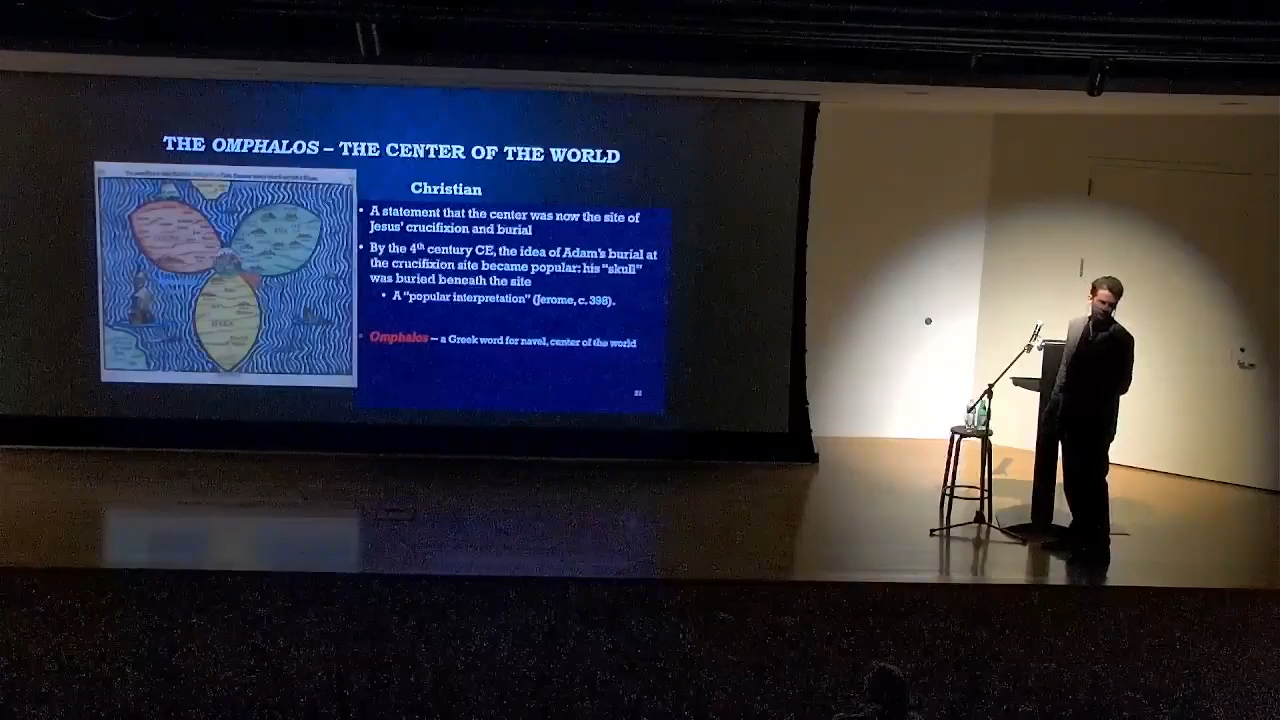 THE OMPHALOS – THE CENTER OF THE WORLD
Christian
• A statement that the center was now the site of
Jesus' crucifixion and burial
• By the 4th century CE, the idea of Adam's burial at
the crucifixion site became popular: his "skull"
was buried beneath the site
• A "popular interpretation" (Jerome, c. 398).
• Omphalos – a Greek word for navel, center of the world